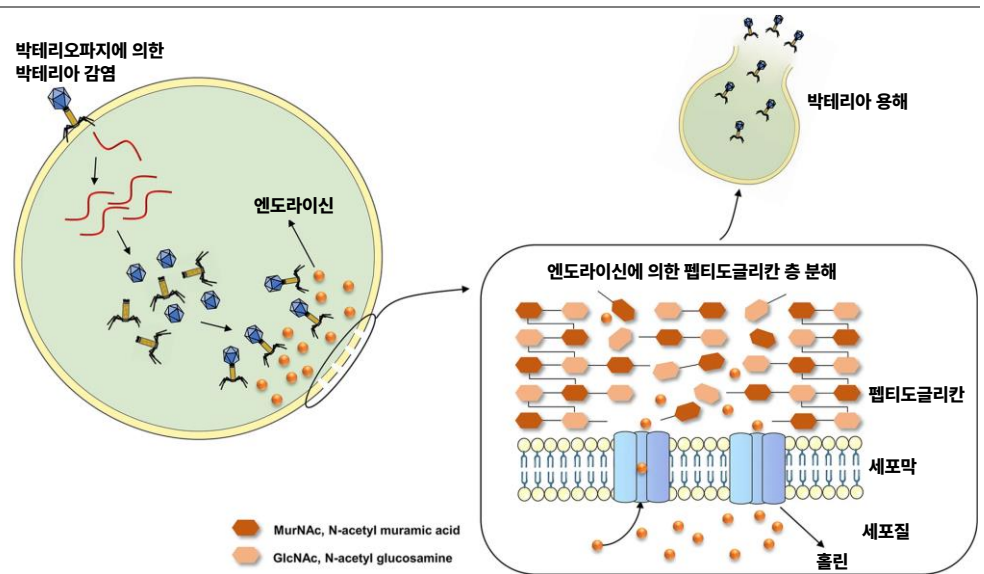 박테리오파지에 의한
박테리아 감염
엔도라이신
박테리아 용해
엔도라이신에 의한 펩티도글리칸 층 분해
펩티도글리칸
세포막
세포질
홀린
MurNAc, N-acetyl muramic acid
GlcNAc, N-acetyl glucosamine